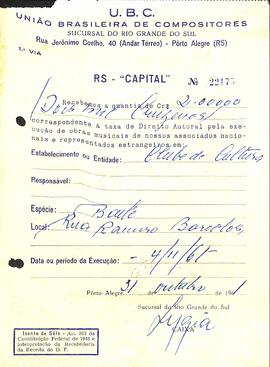 U.B.C.
UNIÃO BRASILEIRA DE COMPOSITORES
SUCURSAL DO RIO GRANDE DO SUL
Rua Jerônimo Coelho, 40 (Andar Térreo) - Pôrto Alegre (RS)
1.ª VIA
RS - "CAPITAL" Nº 22175
Recebemos a quantia de Cr$ 2.000,00
(Dois mil Cruzeiros)
correspondente a taxa de Direito Autoral pela exe-
cução de obras musicais de nossos associados nacio-
nais e representados estrangeiros em:
Estabelecimento ou Entidade: Clube de Cultura
Responsável:
Espécie: Baile
Local: Rua Ramiro Barcelos,
Data ou período da Execução: - 4/11/61
Pôrto Alegre, 31 de outubro de 1961
Sucursal do Rio Grande do Sul
Lygia
CAIXA
Isento de Sêlo - Art. 203 da
Constituição Federal de 1946 e
interpretação da Recebedoria
da Receita do D. F.